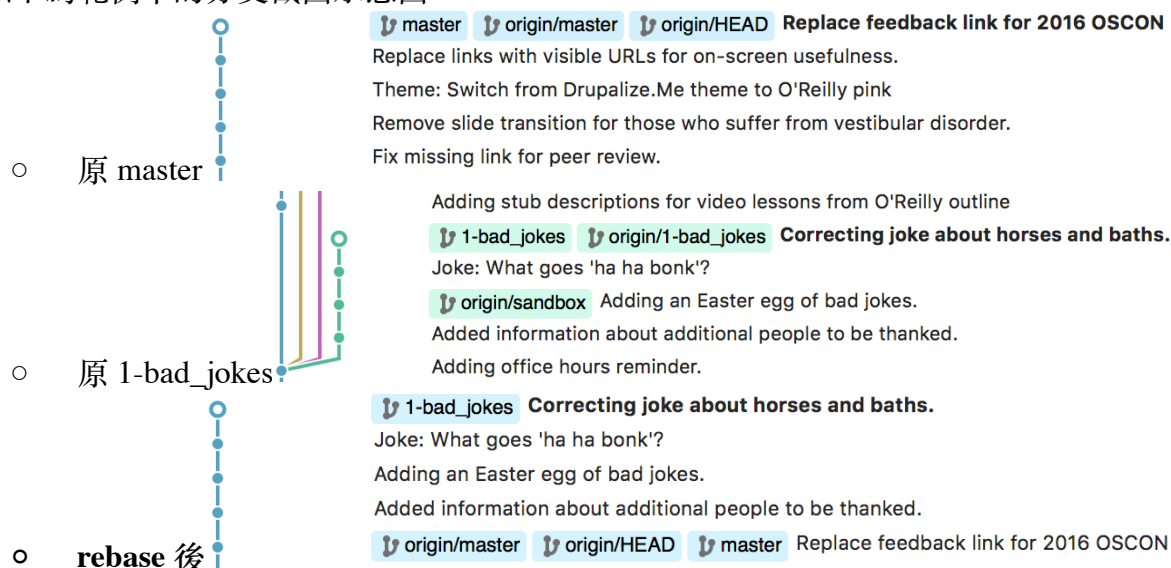 master origin/master origin/HEAD Replace feedback link for 2016 OSCON
Replace links with visible URLs for on-screen usefulness.
Theme: Switch from Drupalize.Me theme to O'Reilly pink
Remove slide transition for those who suffer from vestibular disorder.
Fix missing link for peer review.
○ 原 master
Adding stub descriptions for video lessons from O'Reilly outline
1-bad_jokes origin/1-bad_jokes Correcting joke about horses and baths.
Joke: What goes 'ha ha bonk'?
origin/sandbox Adding an Easter egg of bad jokes.
Added information about additional people to be thanked.
Adding office hours reminder.
○ 原 1-bad_jokes
1-bad_jokes Correcting joke about horses and baths.
Joke: What goes 'ha ha bonk'?
Adding an Easter egg of bad jokes.
Added information about additional people to be thanked.
origin/master origin/HEAD master Replace feedback link for 2016 OSCON
○ rebase 後